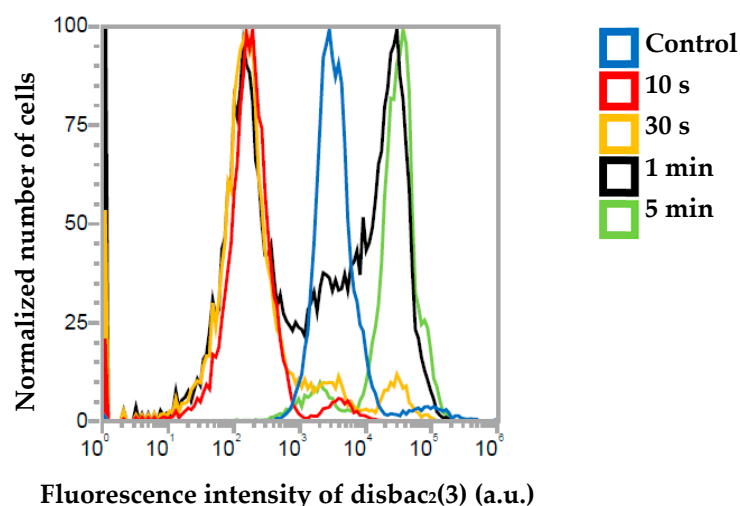 100
75
50
25
0
Normalized number of cells
10⁰ 10¹ 10² 10³ 10⁴ 10⁵ 10⁶
Fluorescence intensity of disbac₂(3) (a.u.)
Control
10 s
30 s
1 min
5 min